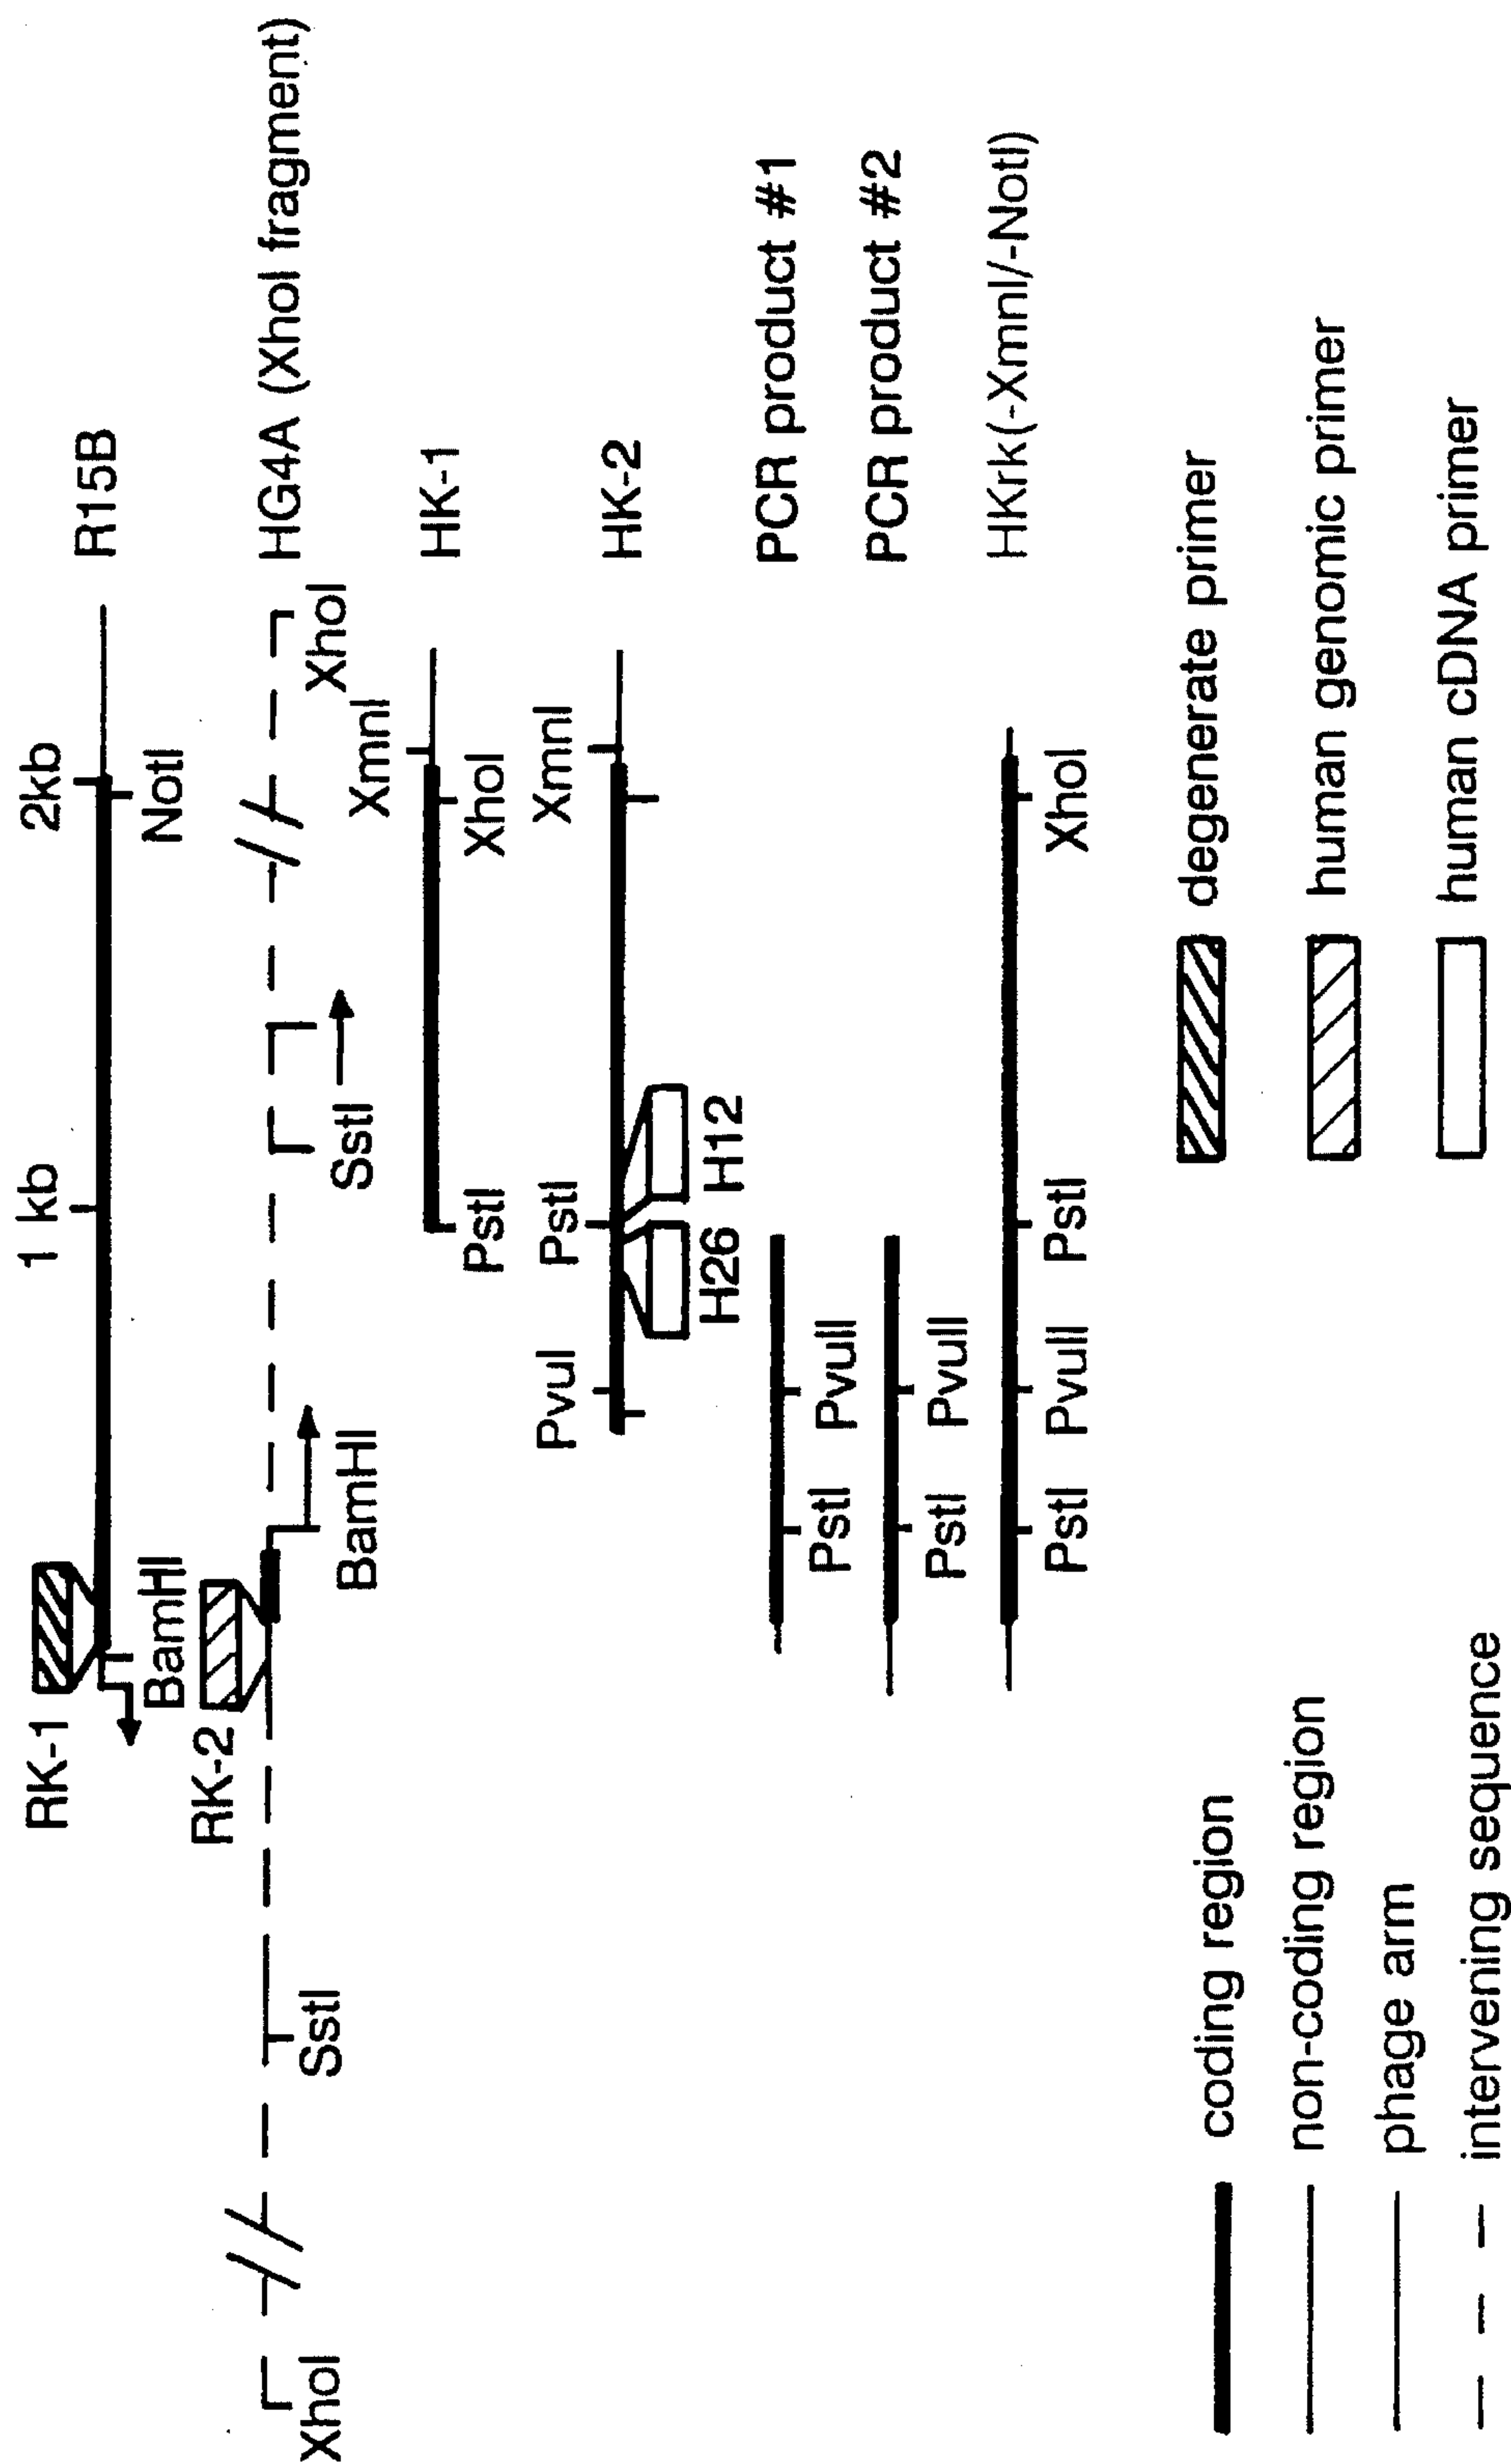 RK-1 1 kb 2kb
R15B
BamHI NotI
RK-2 HG4A (XhoI fragment)
XhoI SstI BamHI SstI XhoI
XmnI
HK-1
PstI XhoI
PvuI PstI XmnI
HK-2
H26 H12
PCR product #1
PstI PvuII
PCR product #2
PstI PvuII
HKrk(-XmnI/-NotI)
PstI PvuII PstI XhoI
coding region
non-coding region
phage arm
intervening sequence
degenerate primer
human genomic primer
human cDNA primer